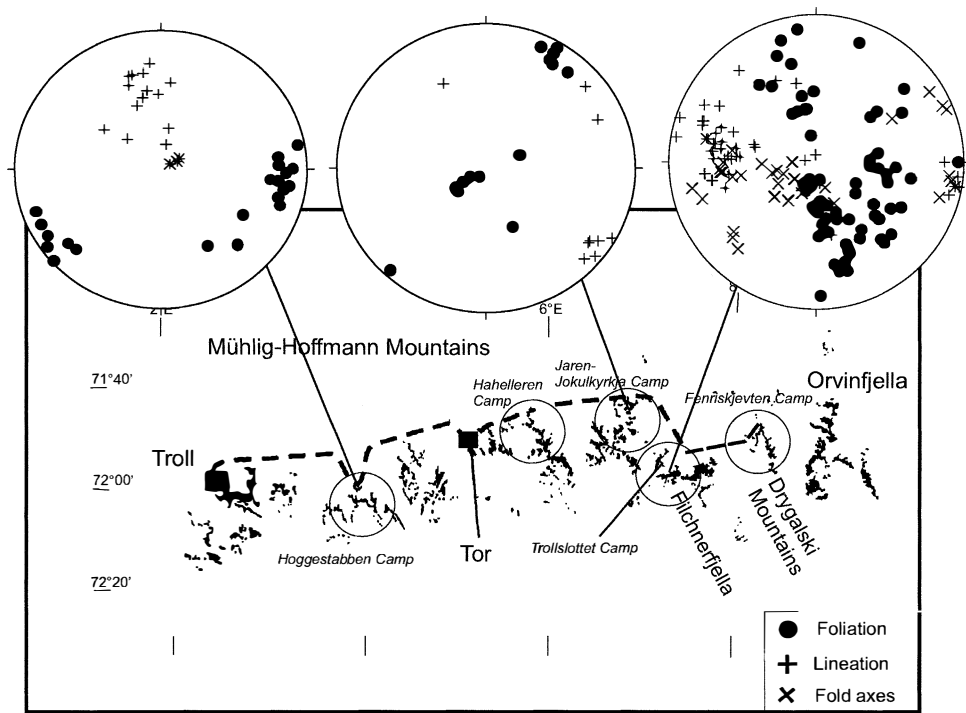 2°E
6°E
8
Mühlig-Hoffmann Mountains
71°40'
Hahelleren
Camp
Jaren-
Jokulkyrkja Camp
Fenriskjevten Camp
Orvinfjella
Troll
72°00'
Hoggestabben Camp
Tor
Trollslottet Camp
Filchnerfjella
Drygalski
Mountains
72°20'
Foliation
Lineation
Fold axes